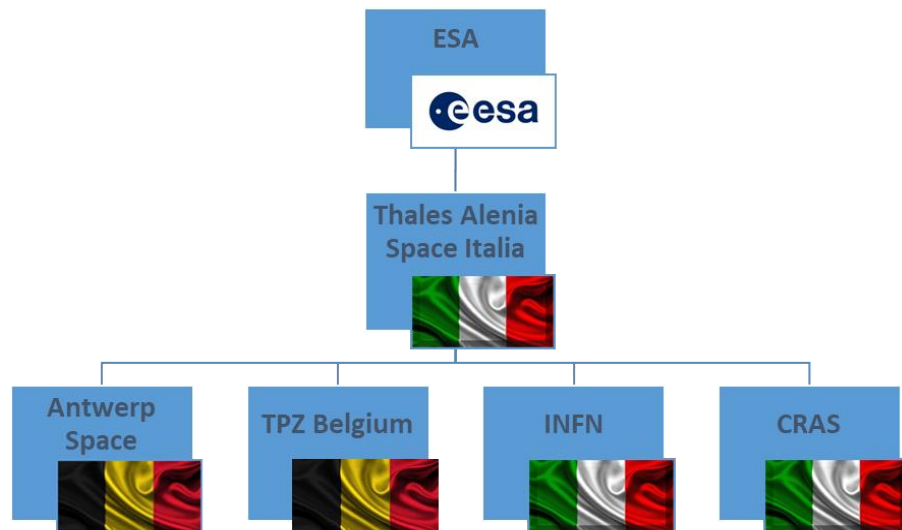 ESA
esa
Thales Alenia
Space Italia
Antwerp
Space
TPZ Belgium
INFN
CRAS